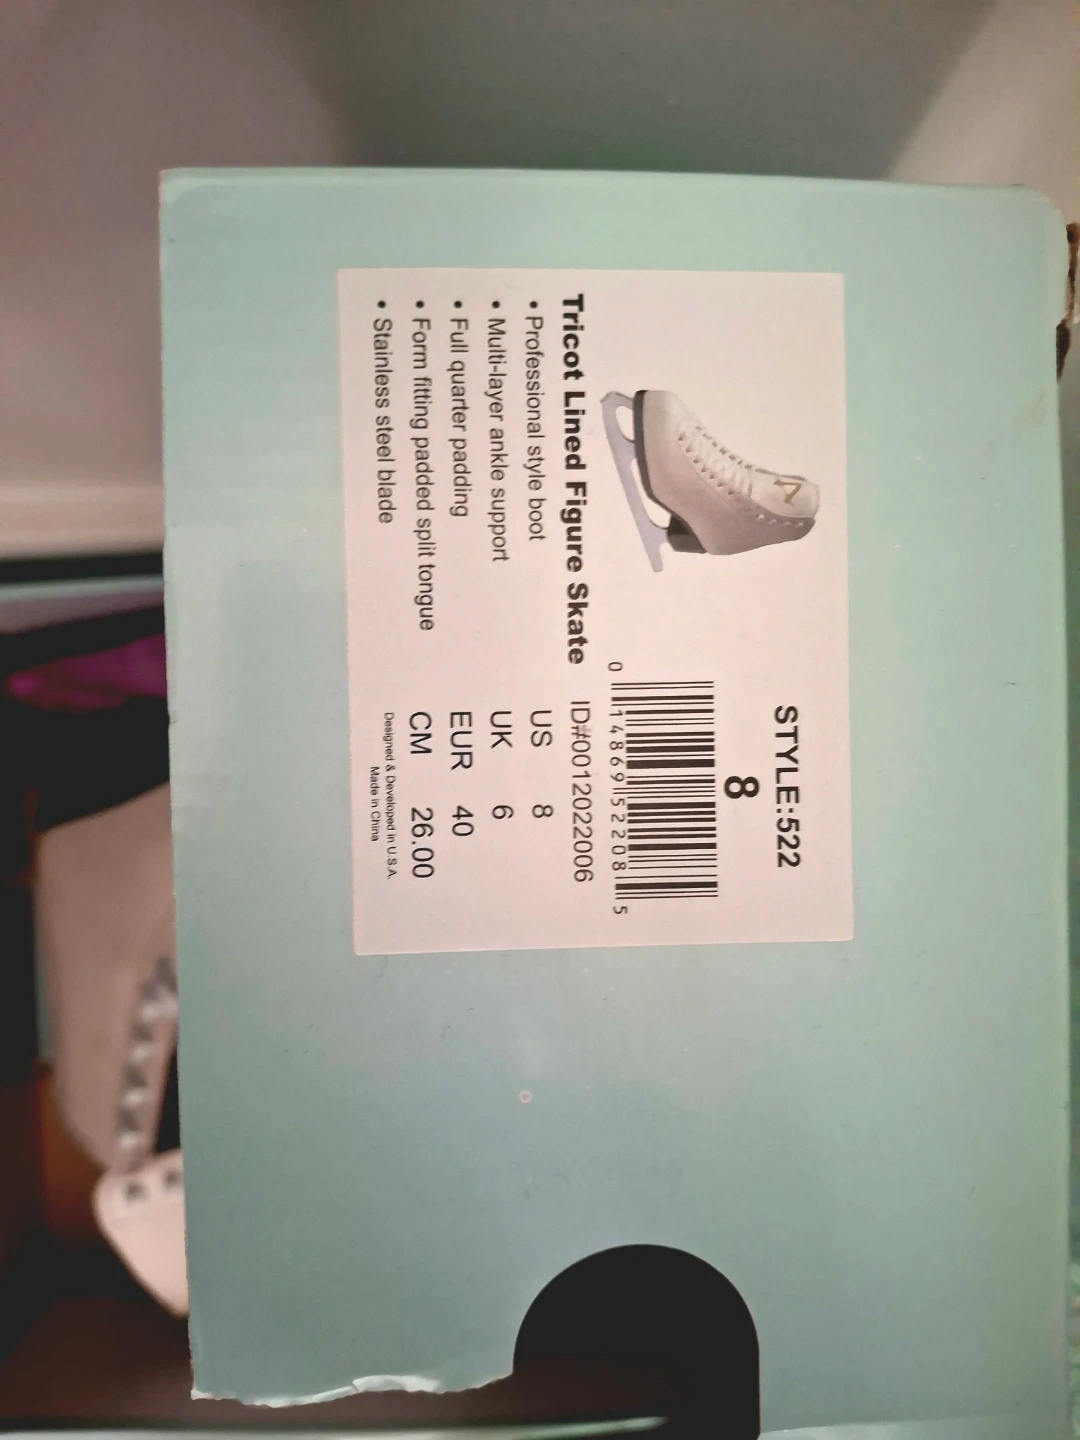 STYLE:522
8
0 14869 52208 5
Tricot Lined Figure Skate
ID#0012022006
• Professional style boot
• Multi-layer ankle support
• Full quarter padding
• Form fitting padded split tongue
• Stainless steel blade
US 8
UK 6
EUR 40
CM 26.00
Designed & Developed in U.S.A.
Made in China